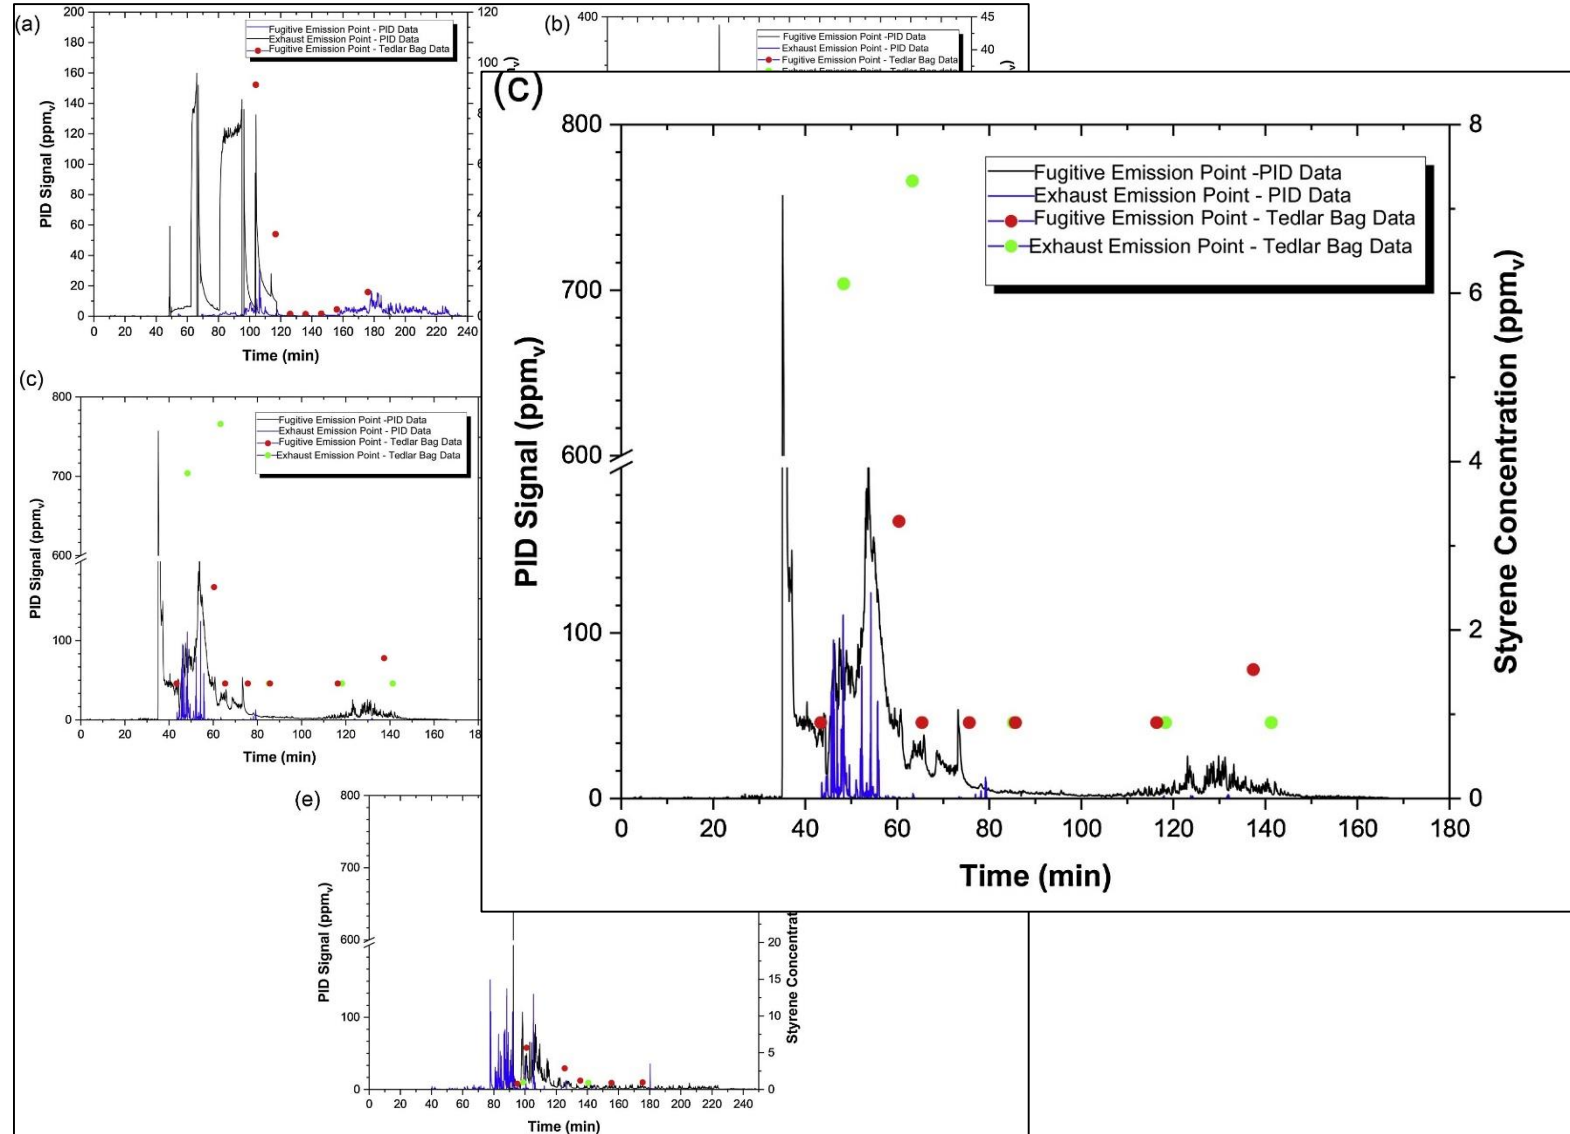 (a)
200
180
160
140
120
100
80
60
40
20
0
PID Signal (ppmv)
0 20 40 60 80 100 120 140 160 180 200 220 240
Time (min)
120
100
Fugitive Emission Point - PID Data
Exhaust Emission Point - PID Data
Fugitive Emission Point - Tedlar Bag Data
(b)
400
45
40
Fugitive Emission Point -PID Data
Exhaust Emission Point - PID Data
Fugitive Emission Point - Tedlar Bag Data
Exhaust Emission Point - Tedlar Bag data
(c)
800
700
600
100
0
PID Signal (ppmv)
0 20 40 60 80 100 120 140 160 180
Time (min)
8
6
4
2
0
Styrene Concentration (ppmv)
Fugitive Emission Point -PID Data
Exhaust Emission Point - PID Data
Fugitive Emission Point - Tedlar Bag Data
Exhaust Emission Point - Tedlar Bag Data
(c)
800
700
600
100
0
PID Signal (ppmv)
0 20 40 60 80 100 120 140 160
Time (min)
Fugitive Emission Point -PID Data
Exhaust Emission Point - PID Data
Fugitive Emission Point - Tedlar Bag Data
Exhaust Emission Point - Tedlar Bag Data
(e)
800
700
600
100
0
PID Signal (ppmv)
0 20 40 60 80 100 120 140 160 180 200 220 240
Time (min)
20
15
10
5
0
Styrene